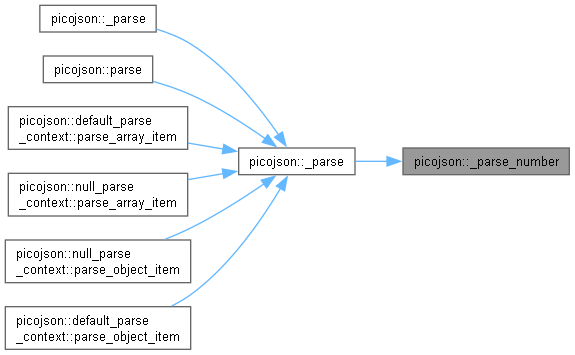 picojson::_parse
picojson::parse
picojson::default_parse
_context::parse_array_item
picojson::null_parse
_context::parse_array_item
picojson::null_parse
_context::parse_object_item
picojson::default_parse
_context::parse_object_item
picojson::_parse
picojson::_parse_number